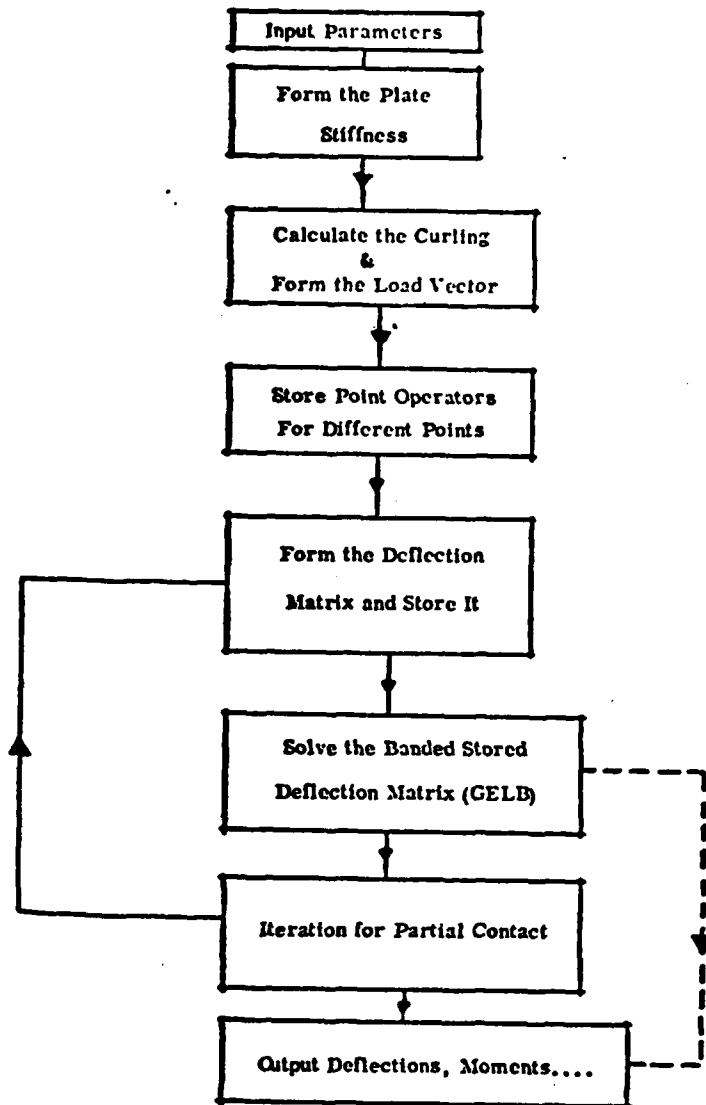 Input Parameters
Form the Plate
Stiffness
Calculate the Curling
&
Form the Load Vector
Store Point Operators
For Different Points
Form the Deflection
Matrix and Store It
Solve the Banded Stored
Deflection Matrix (GELB)
Iteration for Partial Contact
Output Deflections, Moments....